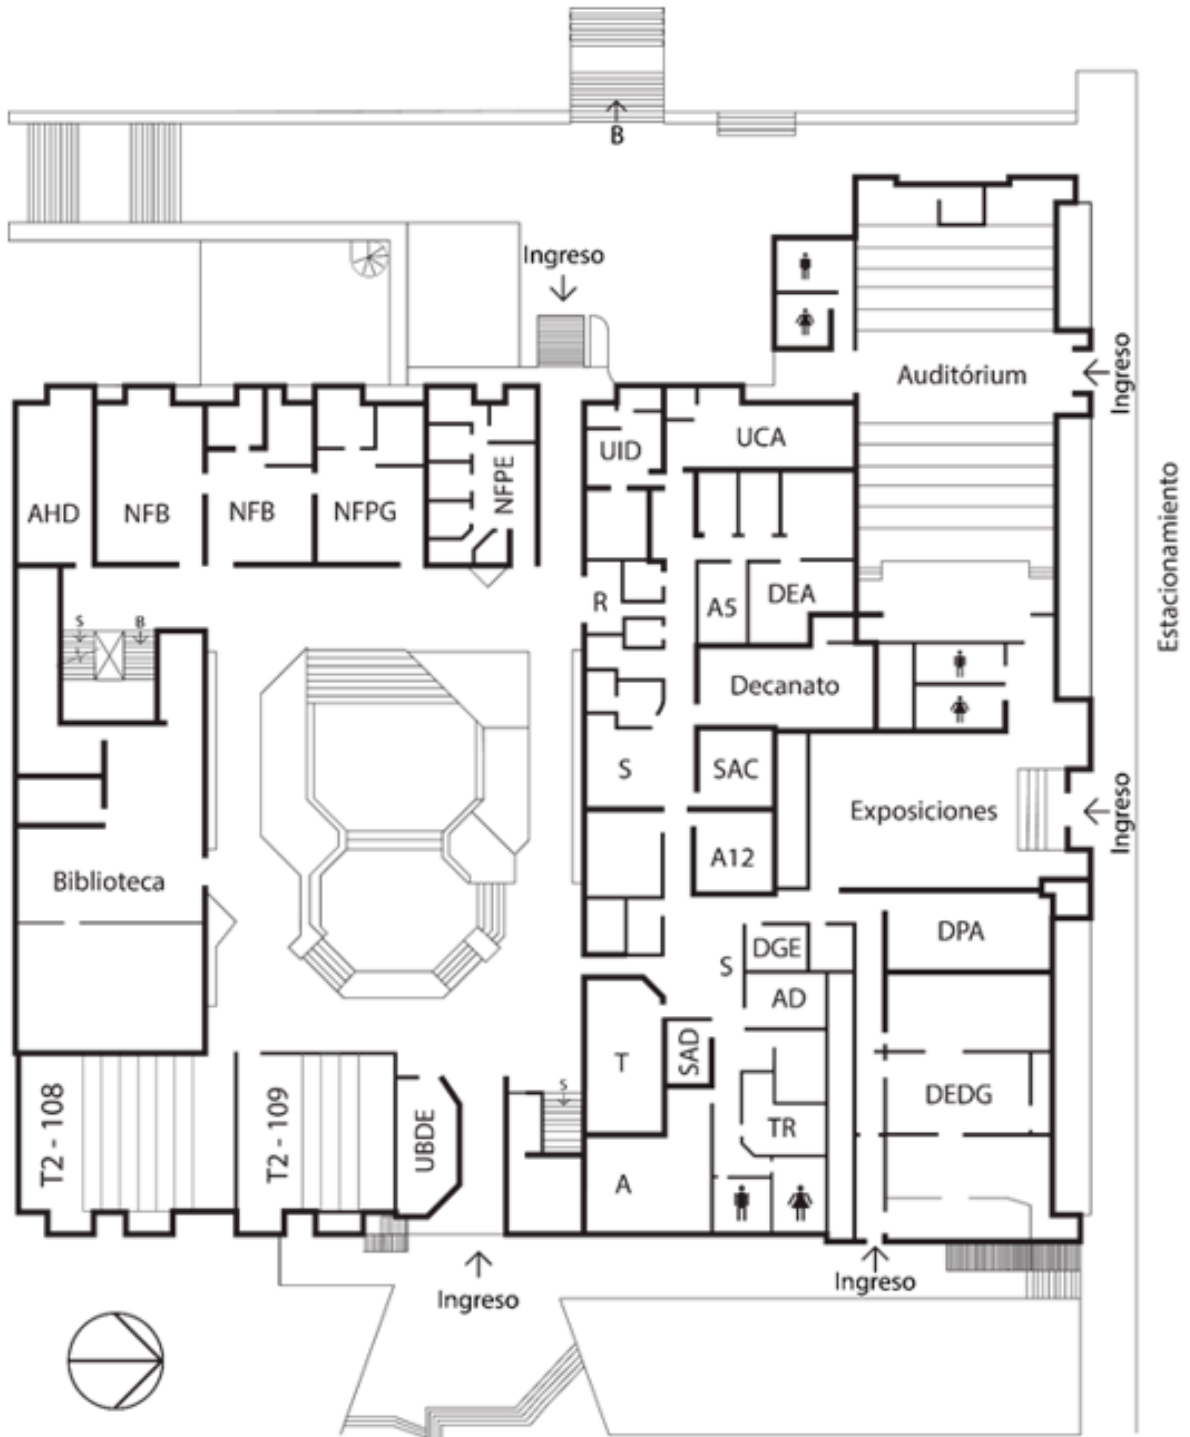 B
Ingreso
Auditórium
Ingreso
UID
UCA
NFPE
AHD
NFB
NFB
NFPG
Estacionamiento
R
A5
DEA
S
B
Decanato
S
SAC
Exposiciones
Ingreso
A12
Biblioteca
DPA
DGE
S
AD
T
SAD
S
T2 - 108
T2 - 109
UBDE
DEDG
TR
A
Ingreso
Ingreso